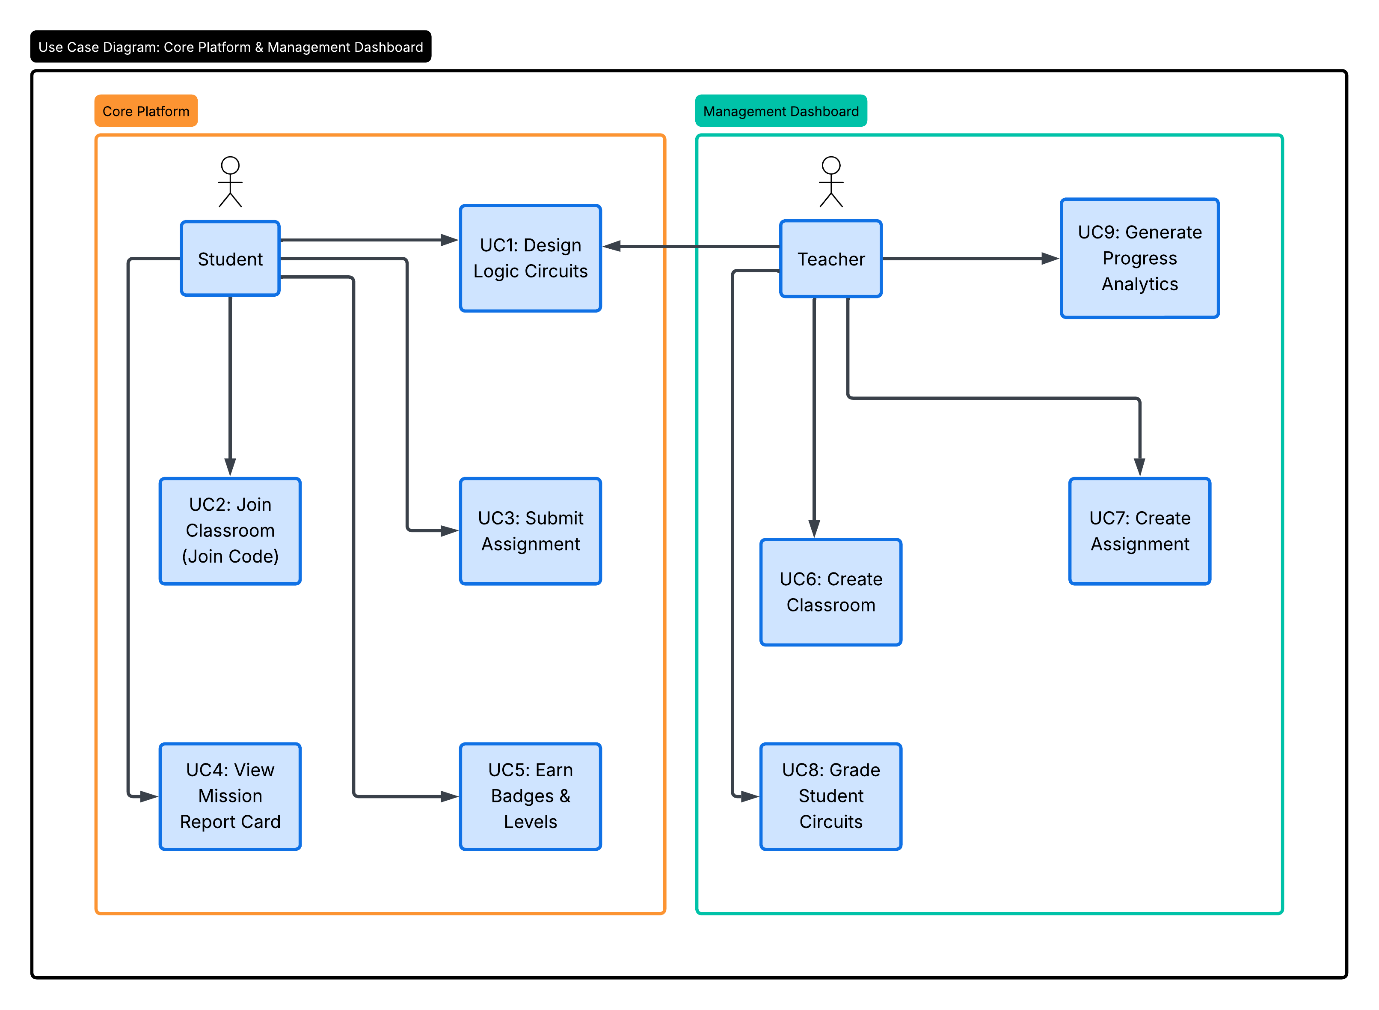 Use Case Diagram: Core Platform & Management Dashboard
Core Platform
Management Dashboard
Student
UC1: Design
Logic Circuits
Teacher
UC9: Generate
Progress
Analytics
UC2: Join
Classroom
(Join Code)
UC3: Submit
Assignment
UC6: Create
Classroom
UC7: Create
Assignment
UC4: View
Mission
Report Card
UC5: Earn
Badges &
Levels
UC8: Grade
Student
Circuits